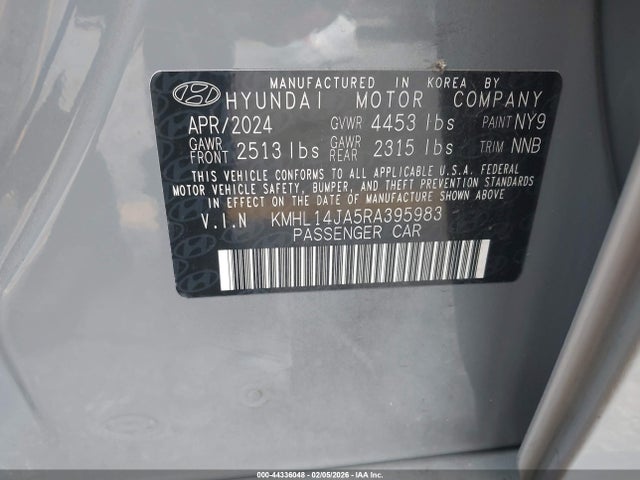 MANUFACTURED IN KOREA BY
HYUNDAI MOTOR COMPANY
APR/2024 GVWR 4453 lbs PAINT NY9
GAWR FRONT 2513 lbs GAWR REAR 2315 lbs TRIM NNB
THIS VEHICLE CONFORMS TO ALL APPLICABLE U.S.A. FEDERAL
MOTOR VEHICLE SAFETY, BUMPER, AND THEFT PREVENTION STANDARDS
IN EFFECT ON THE DATE OF MANUFACTURE SHOWN ABOVE
V.I.N KMHL14JA5RA395983
PASSENGER CAR
000-44336048 - 02/05/2026 - IAA Inc.